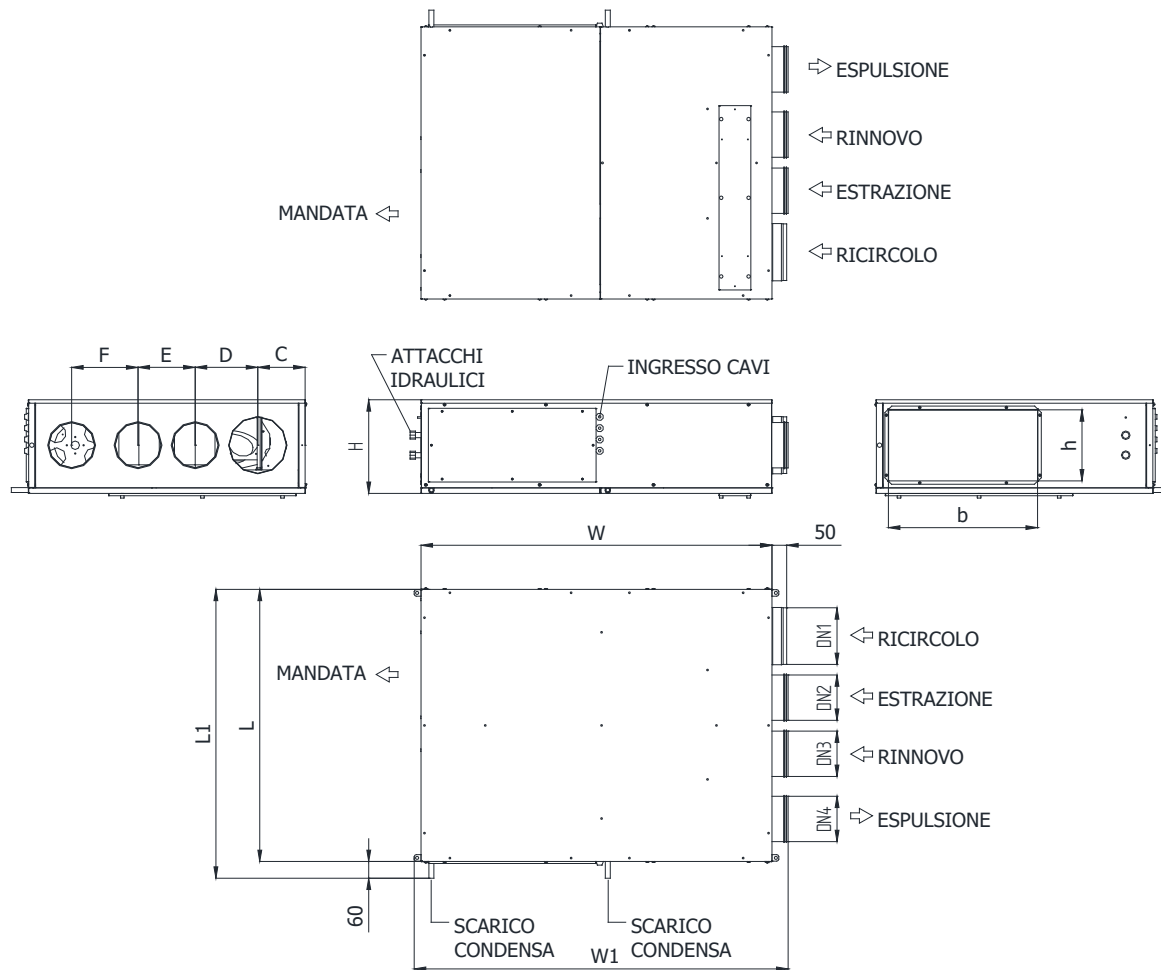 ESPULSIONE
RINNOVO
ESTRAZIONE
MANDATA
RICIRCOLO
F
E
D
C
ATTACCHI
IDRAULICI
INGRESSO CAVI
H
h
b
W
50
L1
L
MANDATA
DN1
RICIRCOLO
DN2
ESTRAZIONE
DN3
RINNOVO
DN4
ESPULSIONE
60
SCARICO
CONDENSA
SCARICO
CONDENSA
W1